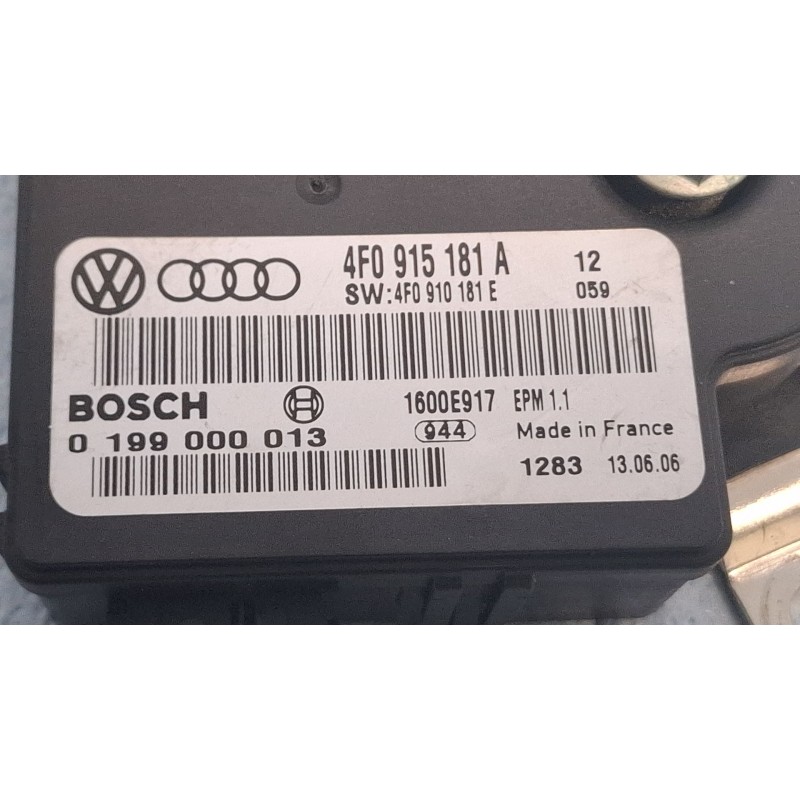 4F0 915 181 A 12
SW:4F0 910 181 E 059
BOSCH 1600E917 EPM 1.1
0 199 000 013 944 Made in France
1283 13.06.06